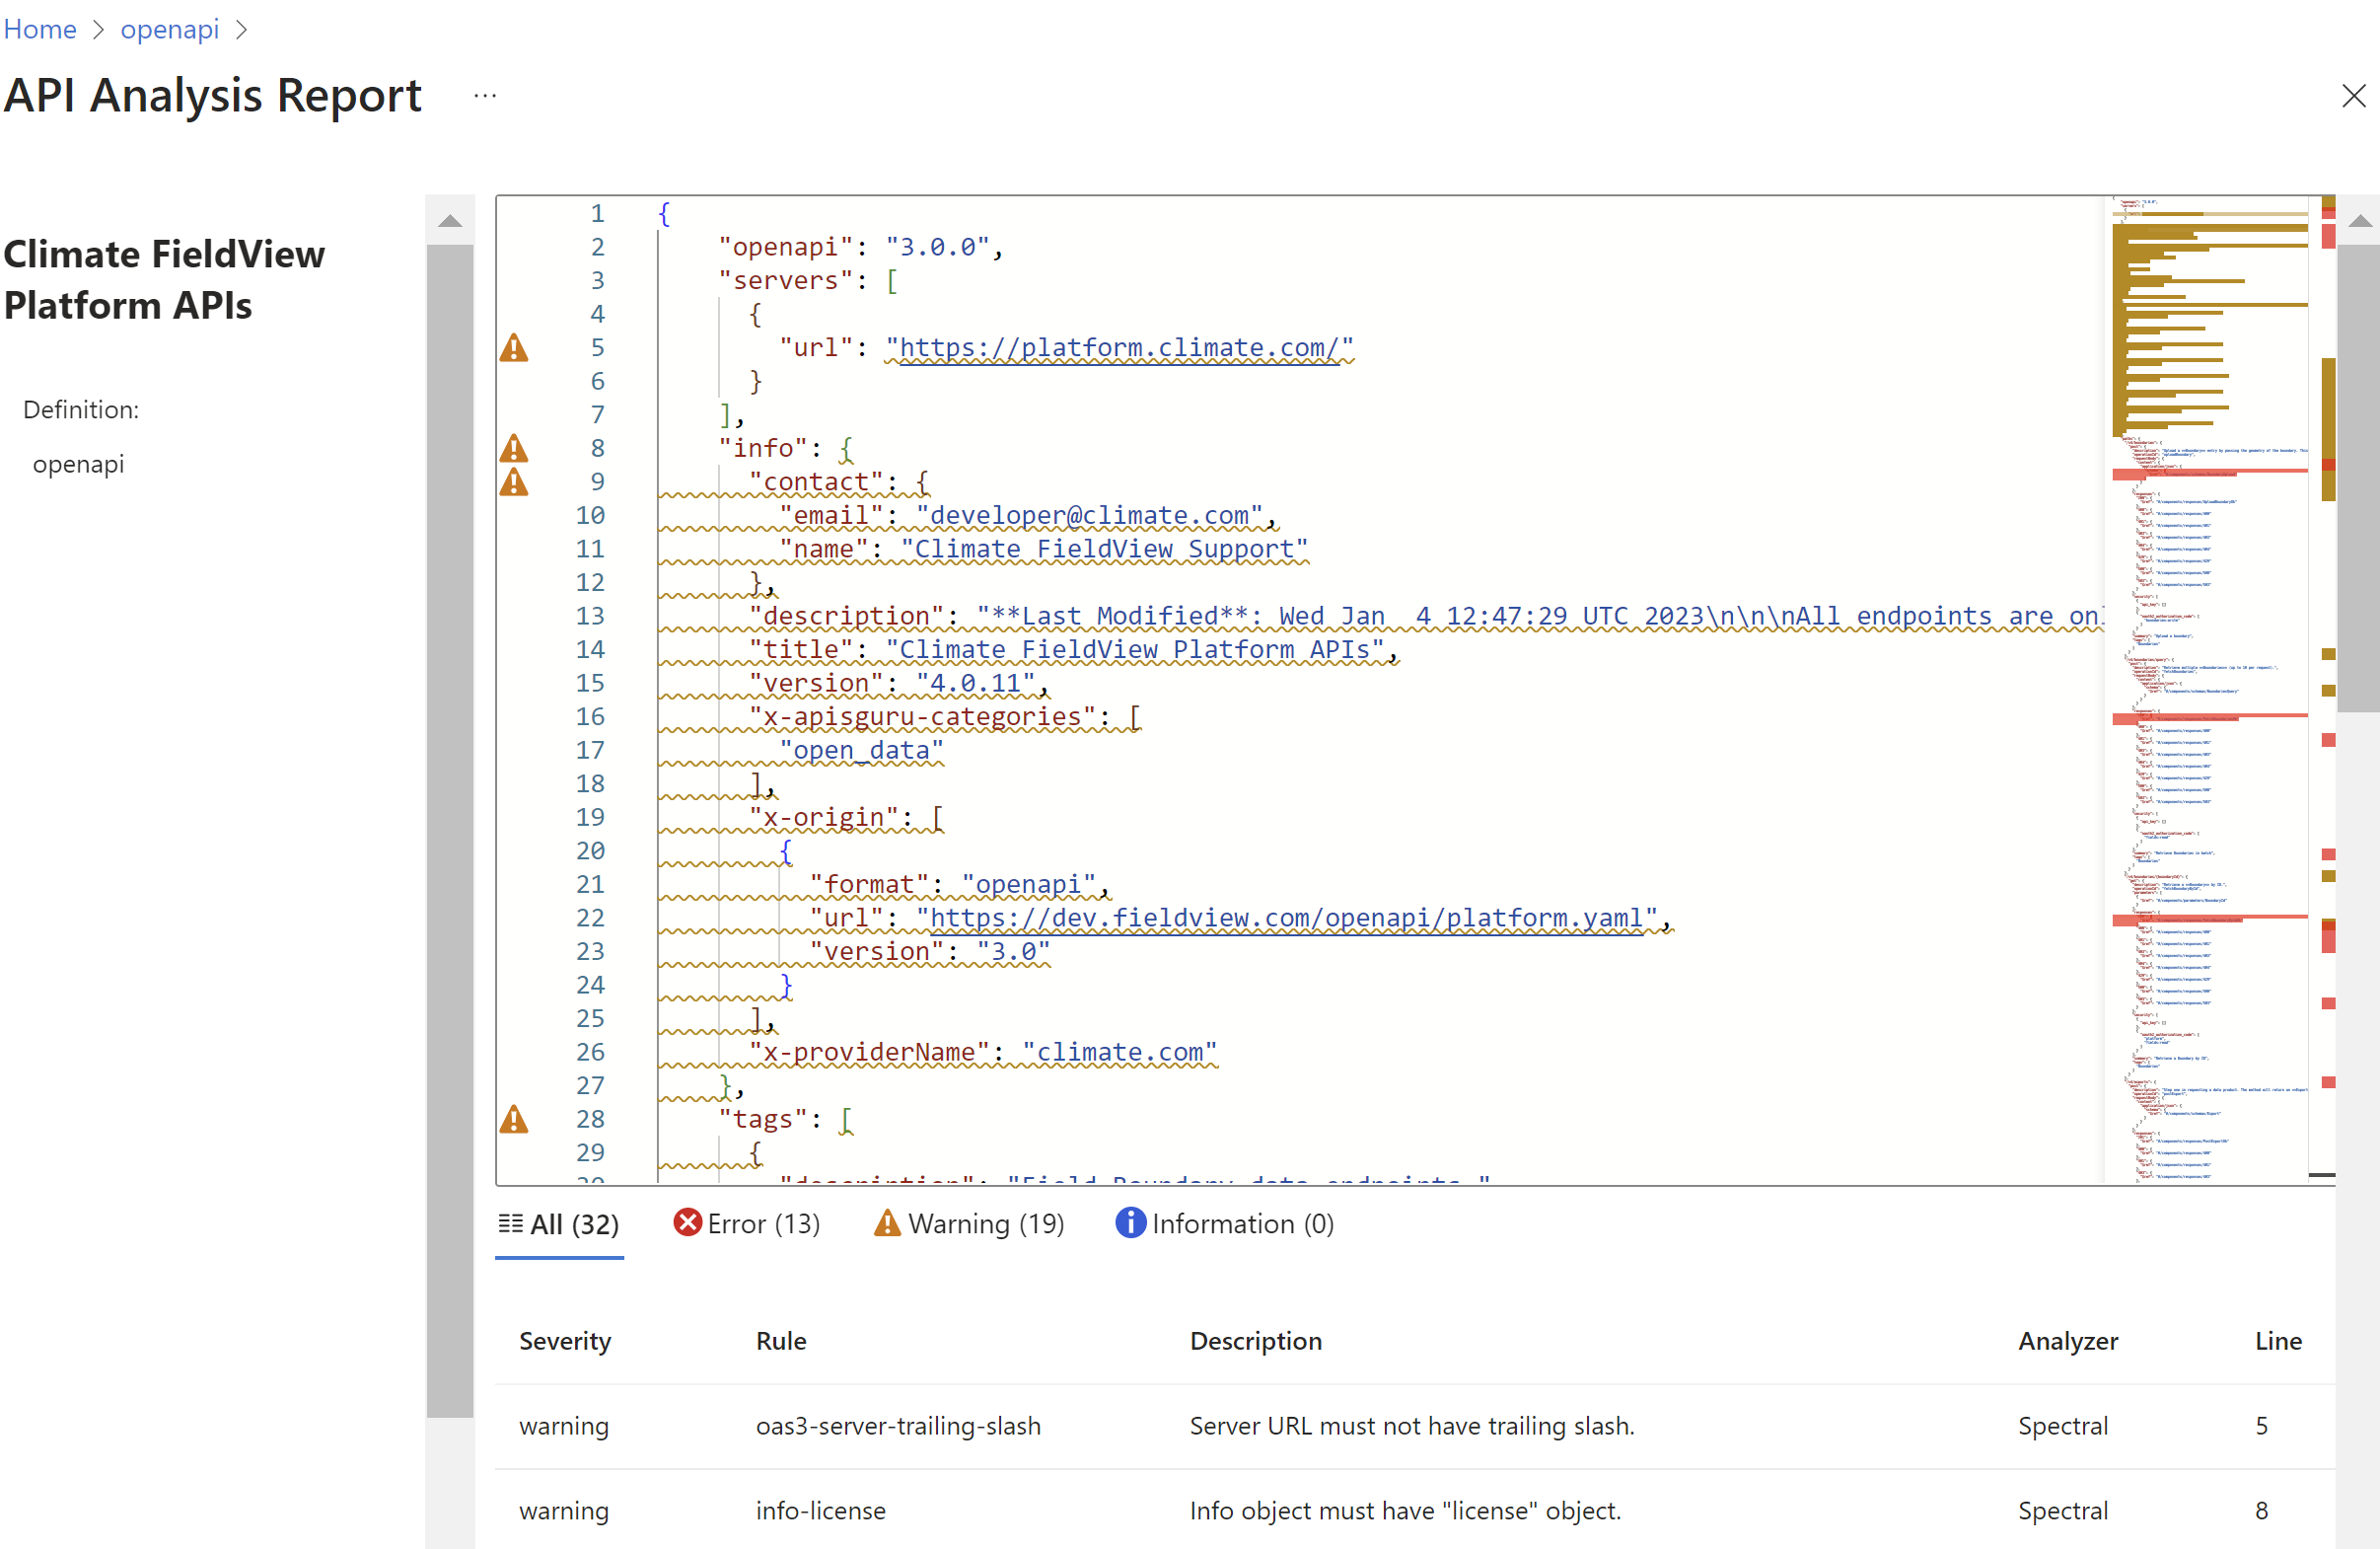 Home > openapi >
API Analysis Report ...
Climate FieldView
Platform APIs
Definition:
openapi
1 {
2 "openapi": "3.0.0",
3 "servers": [
4 {
5 "url": "https://platform.climate.com/"
6 }
7 ],
8 "info": {
9 "contact": {
10 "email": "developer@climate.com",
11 "name": "Climate FieldView Support"
12 },
13 "description": "**Last Modified**: Wed Jan  4 12:47:29 UTC 2023\n\n\nAll endpoints are onl
14 "title": "Climate FieldView Platform APIs",
15 "version": "4.0.11",
16 "x-apisguru-categories": [
17 "open_data"
18 ],
19 "x-origin": [
20 {
21 "format": "openapi",
22 "url": "https://dev.fieldview.com/openapi/platform.yaml",
23 "version": "3.0"
24 }
25 ],
26 "x-providerName": "climate.com"
27 },
28 "tags": [
29 {
30 "description": "Field Boundary data endpoints."
All (32) Error (13) Warning (19) Information (0)
Severity Rule Description Analyzer Line
warning oas3-server-trailing-slash Server URL must not have trailing slash. Spectral 5
warning info-license Info object must have "license" object. Spectral 8